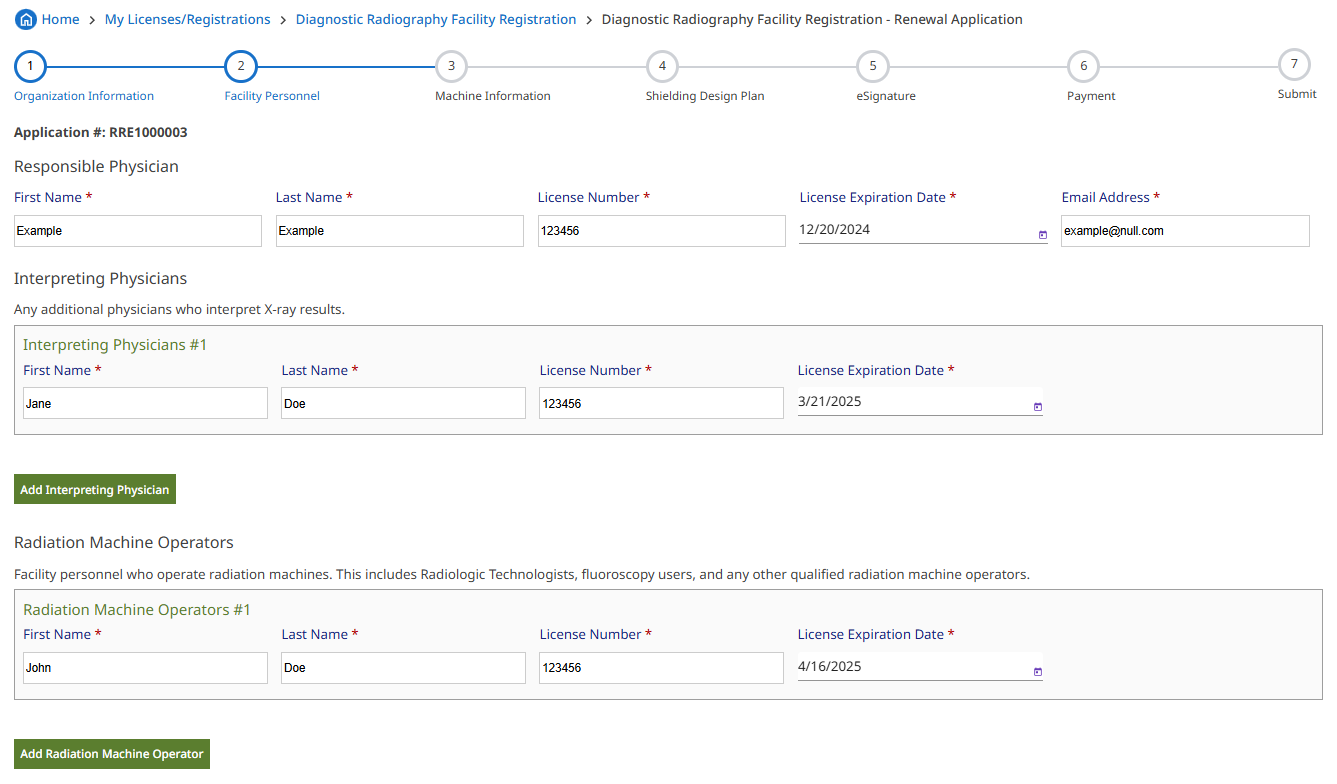 Home > My Licenses/Registrations > Diagnostic Radiography Facility Registration > Diagnostic Radiography Facility Registration - Renewal Application
1 2 3 4 5 6 7
Organization Information Facility Personnel Machine Information Shielding Design Plan eSignature Payment Submit
Application #: RRE1000003
Responsible Physician
First Name * Last Name * License Number * License Expiration Date * Email Address *
Example Example 123456 12/20/2024 example@null.com
Interpreting Physicians
Any additional physicians who interpret X-ray results.
Interpreting Physicians #1
First Name * Last Name * License Number * License Expiration Date *
Jane Doe 123456 3/21/2025
Add Interpreting Physician
Radiation Machine Operators
Facility personnel who operate radiation machines. This includes Radiologic Technologists, fluoroscopy users, and any other qualified radiation machine operators.
Radiation Machine Operators #1
First Name * Last Name * License Number * License Expiration Date *
John Doe 123456 4/16/2025
Add Radiation Machine Operator